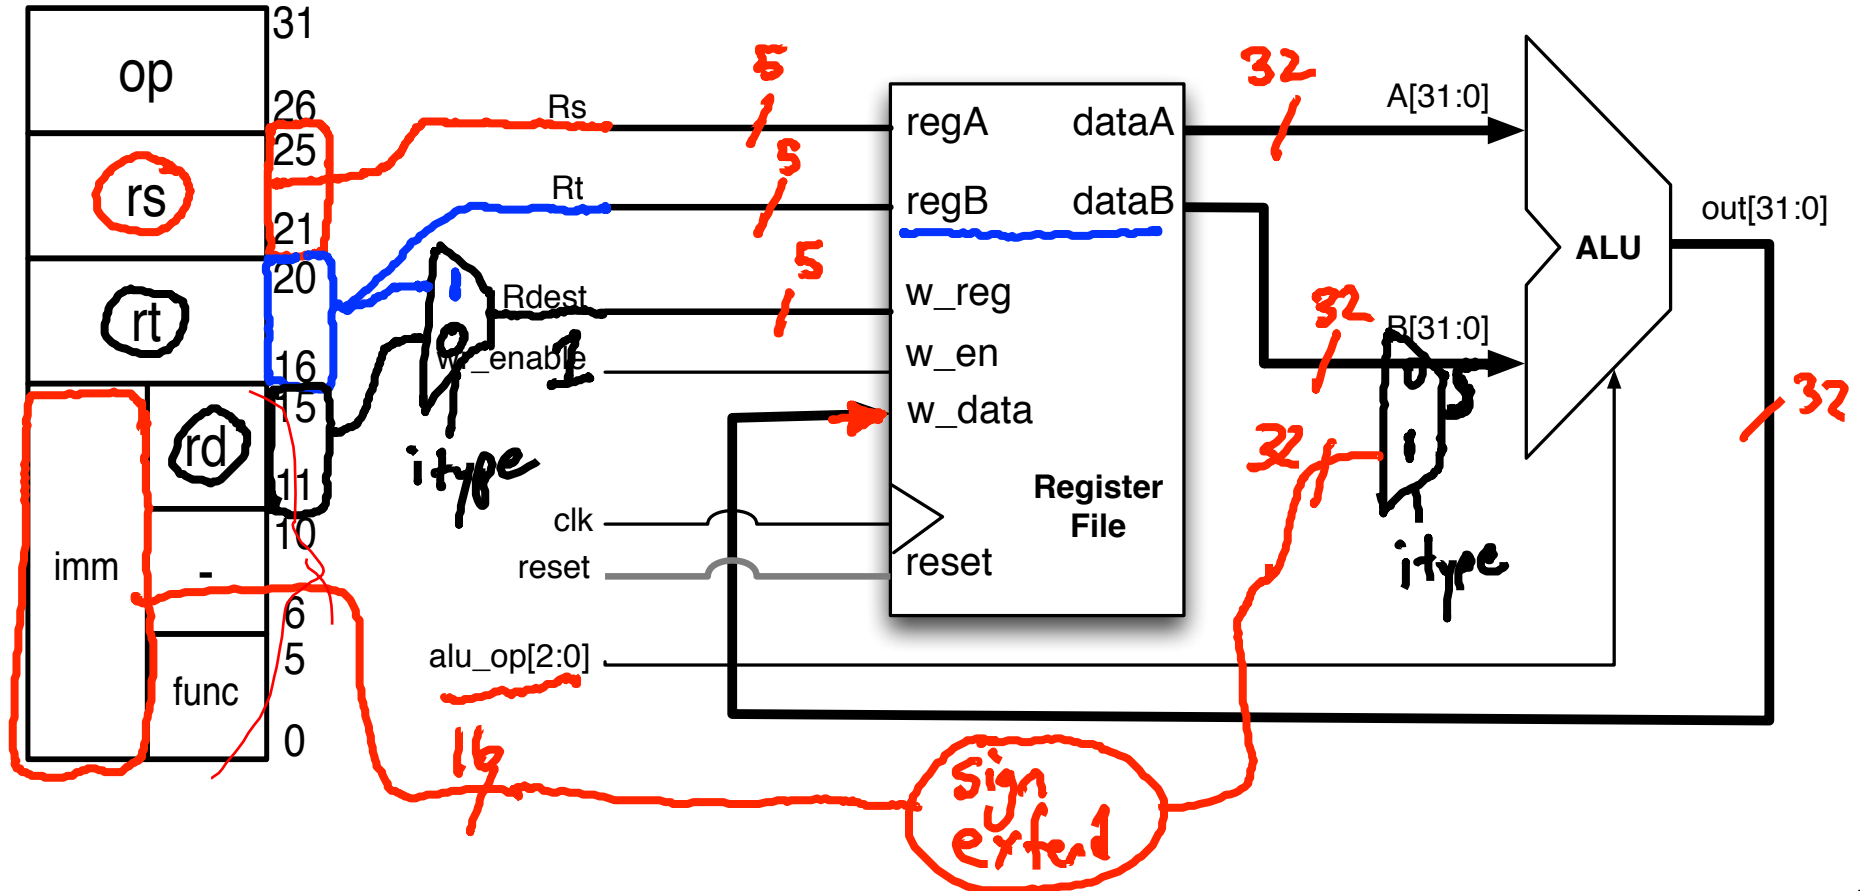 31
op
26
25
rs
21
20
rt
16
15
rd
11
10
imm
-
6
5
func
0
Rs
5
Rt
5
1
0
Rdest
5
wr_enable
1
itype
clk
reset
alu_op[2:0]
16
regA dataA
regB dataB
w_reg
w_en
w_data
Register
File
reset
32
A[31:0]
32
B[31:0]
0
1
32
itype
ALU
out[31:0]
32
sign
extend